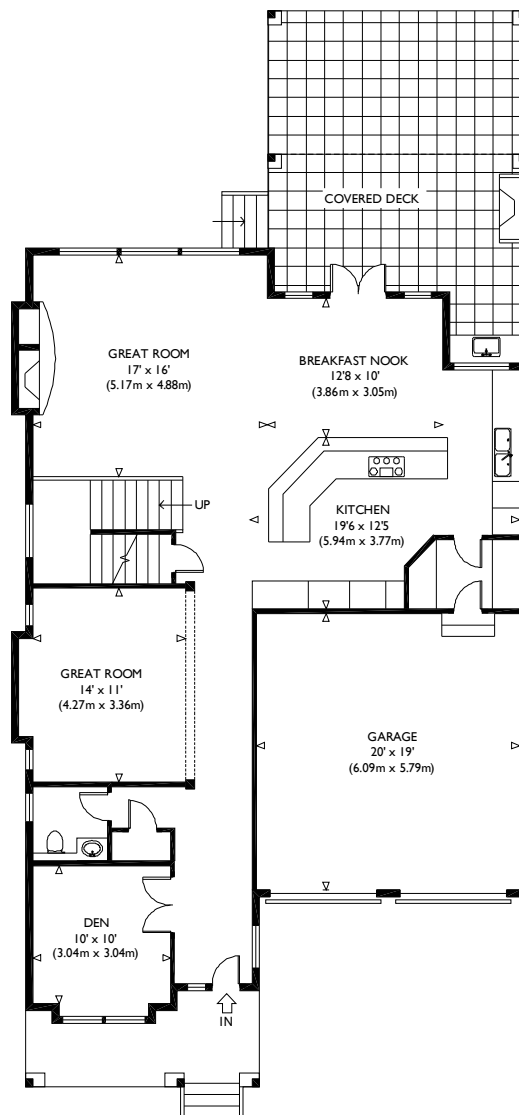 COVERED DECK
GREAT ROOM
17' x 16'
(5.17m x 4.88m)
BREAKFAST NOOK
12'8 x 10'
(3.86m x 3.05m)
UP
KITCHEN
19'6 x 12'5
(5.94m x 3.77m)
GREAT ROOM
14' x 11'
(4.27m x 3.36m)
GARAGE
20' x 19'
(6.09m x 5.79m)
DEN
10' x 10'
(3.04m x 3.04m)
IN